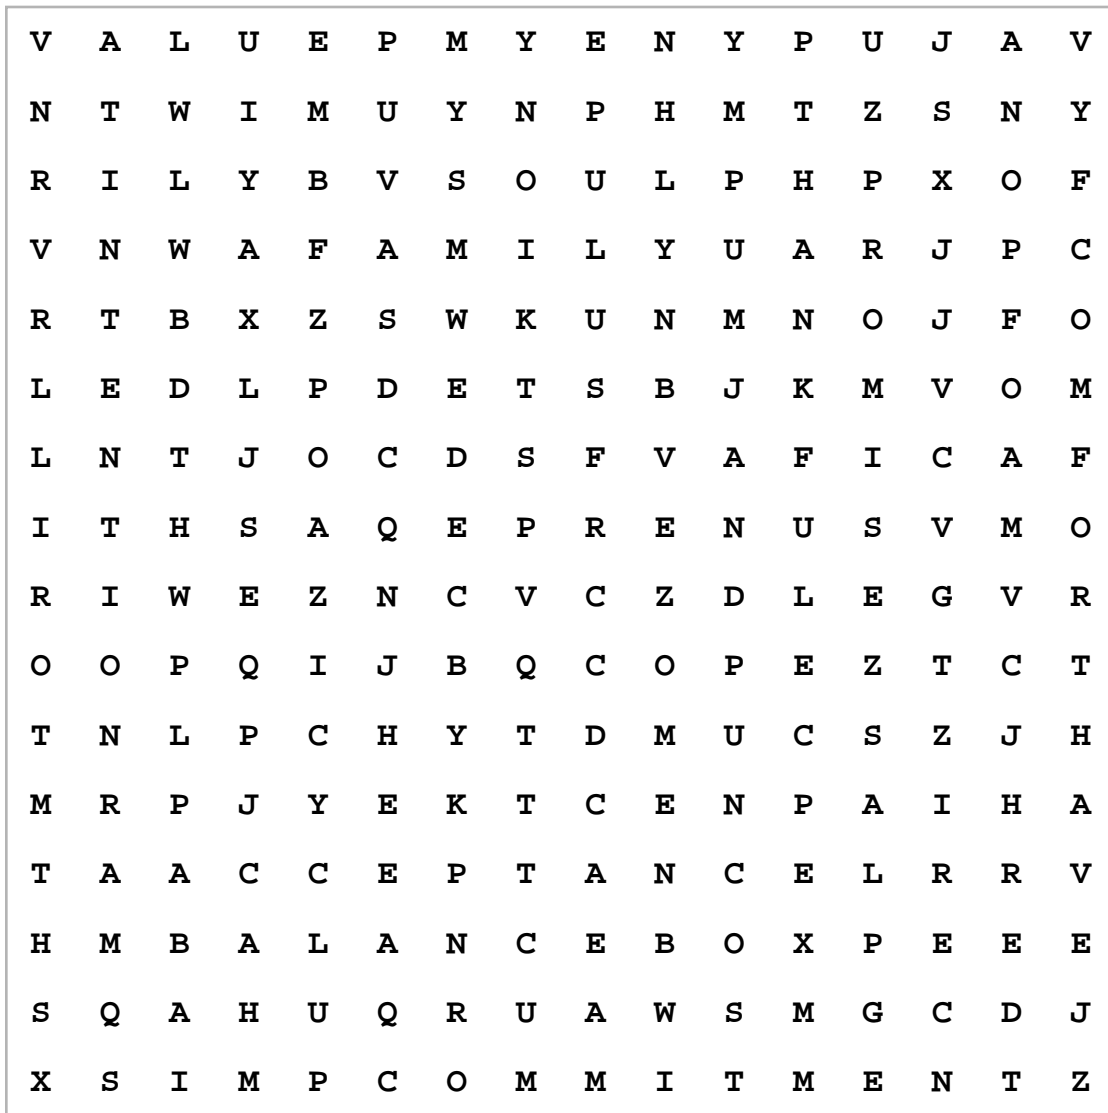 V A L U E P M Y E N Y P U J A V
N T W I M U Y N P H M T Z S N Y
R I L Y B V S O U L P H P X O F
V N W A F A M I L Y U A R J P C
R T B X Z S W K U N M N O J F O
L E D L P D E T S B J K M V O M
L N T J O C D S F V A F I C A F
I T H S A Q E P R E N U S V M O
R I W E Z N C V C Z D L E G V R
O O P Q I J B Q C O P E Z T C T
T N L P C H Y T D M U C S Z J H
M R P J Y E K T C E N P A I H A
T A A C C E P T A N C E L R R V
H M B A L A N C E B O X P E E E
S Q A H U Q R U A W S M G C D J
X S I M P C O M M I T M E N T Z